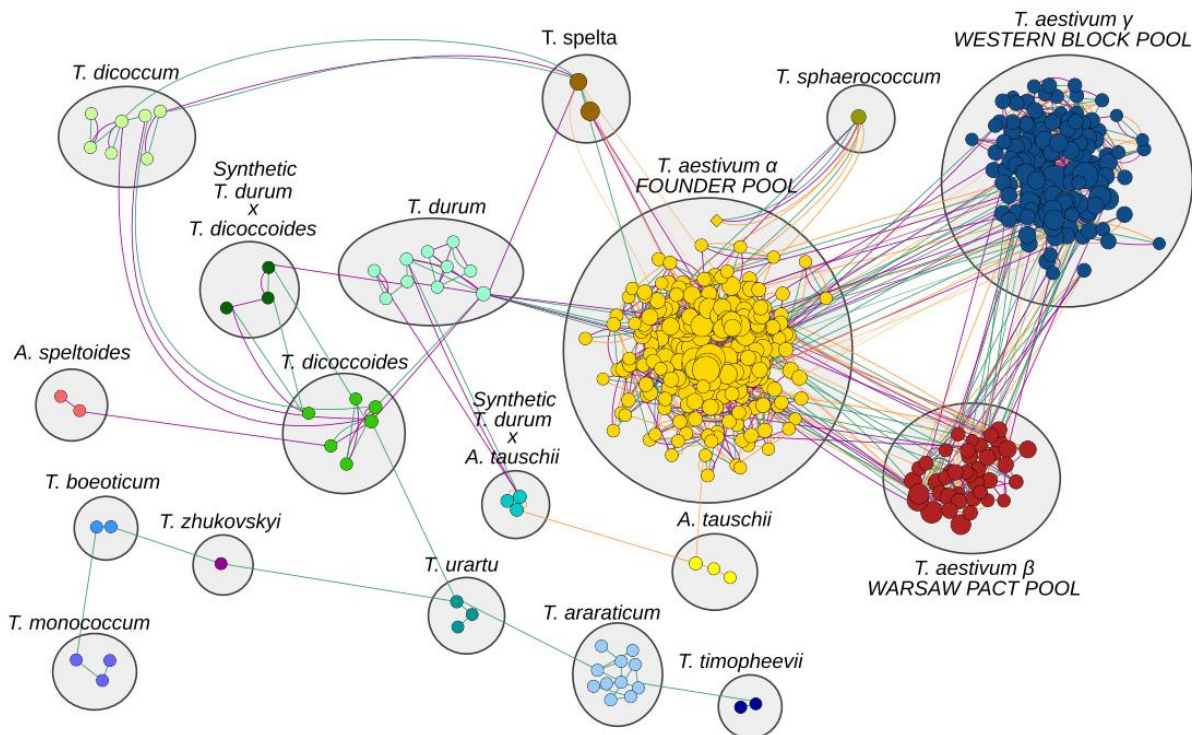 T. aestivum γ
WESTERN BLOCK POOL
T. spelta
T. dicoccum
T. sphaerococcum
Synthetic
T. durum
x
T. dicoccoides
T. durum
T. aestivum α
FOUNDER POOL
A. speltoides
T. dicoccoides
Synthetic
T. durum
x
A. tauschii
T. boeoticum
T. zhukovskyi
A. tauschii
T. urartu
T. aestivum β
WARSAW PACT POOL
T. monococcum
T. araraticum
T. timopheevii